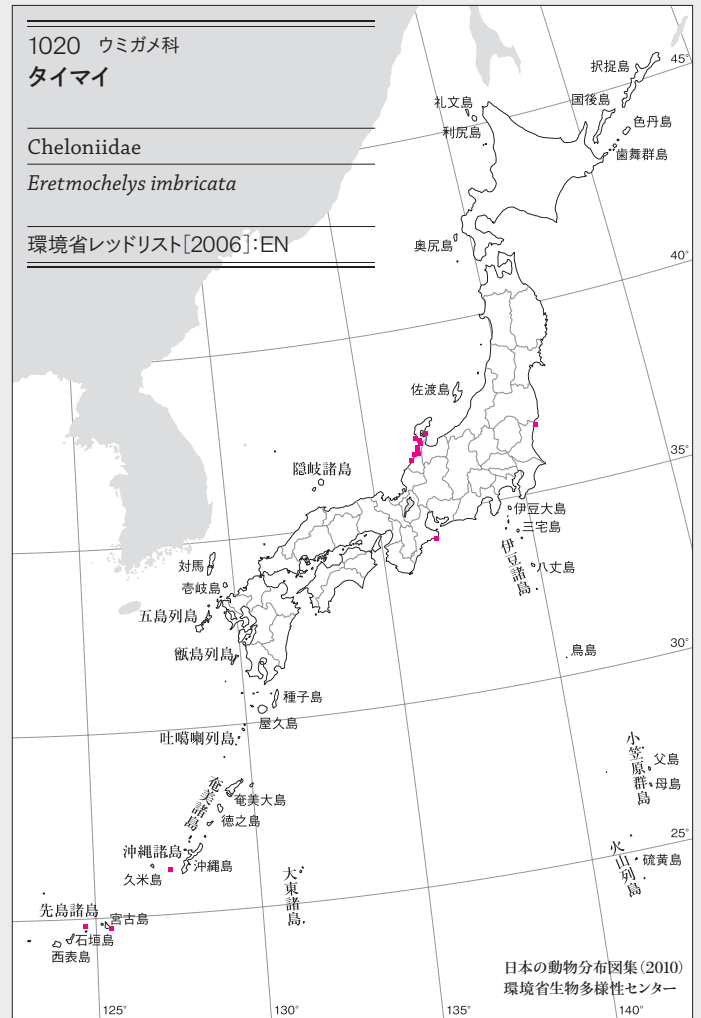 1020 ウミガメ科
タイマイ
Cheloniidae
Eretmochelys imbricata
環境省レッドリスト[2006]:EN
択捉島
45°
国後島
礼文島
色丹島
利尻島
歯舞群島
奥尻島
40°
佐渡島
35°
隠岐諸島
伊豆大島
三宅島
伊豆諸島
八丈島
対馬
壱岐島
五島列島
甑島列島
鳥島
30°
種子島
屋久島
吐噶喇列島
小笠原群島
父島
母島
奄美諸島
奄美大島
徳之島
25°
沖縄諸島
沖縄島
久米島
火山列島
硫黄島
大東諸島
先島諸島
宮古島
石垣島
西表島
日本の動物分布図集(2010)
環境省生物多様性センター
125°
130°
135°
140°